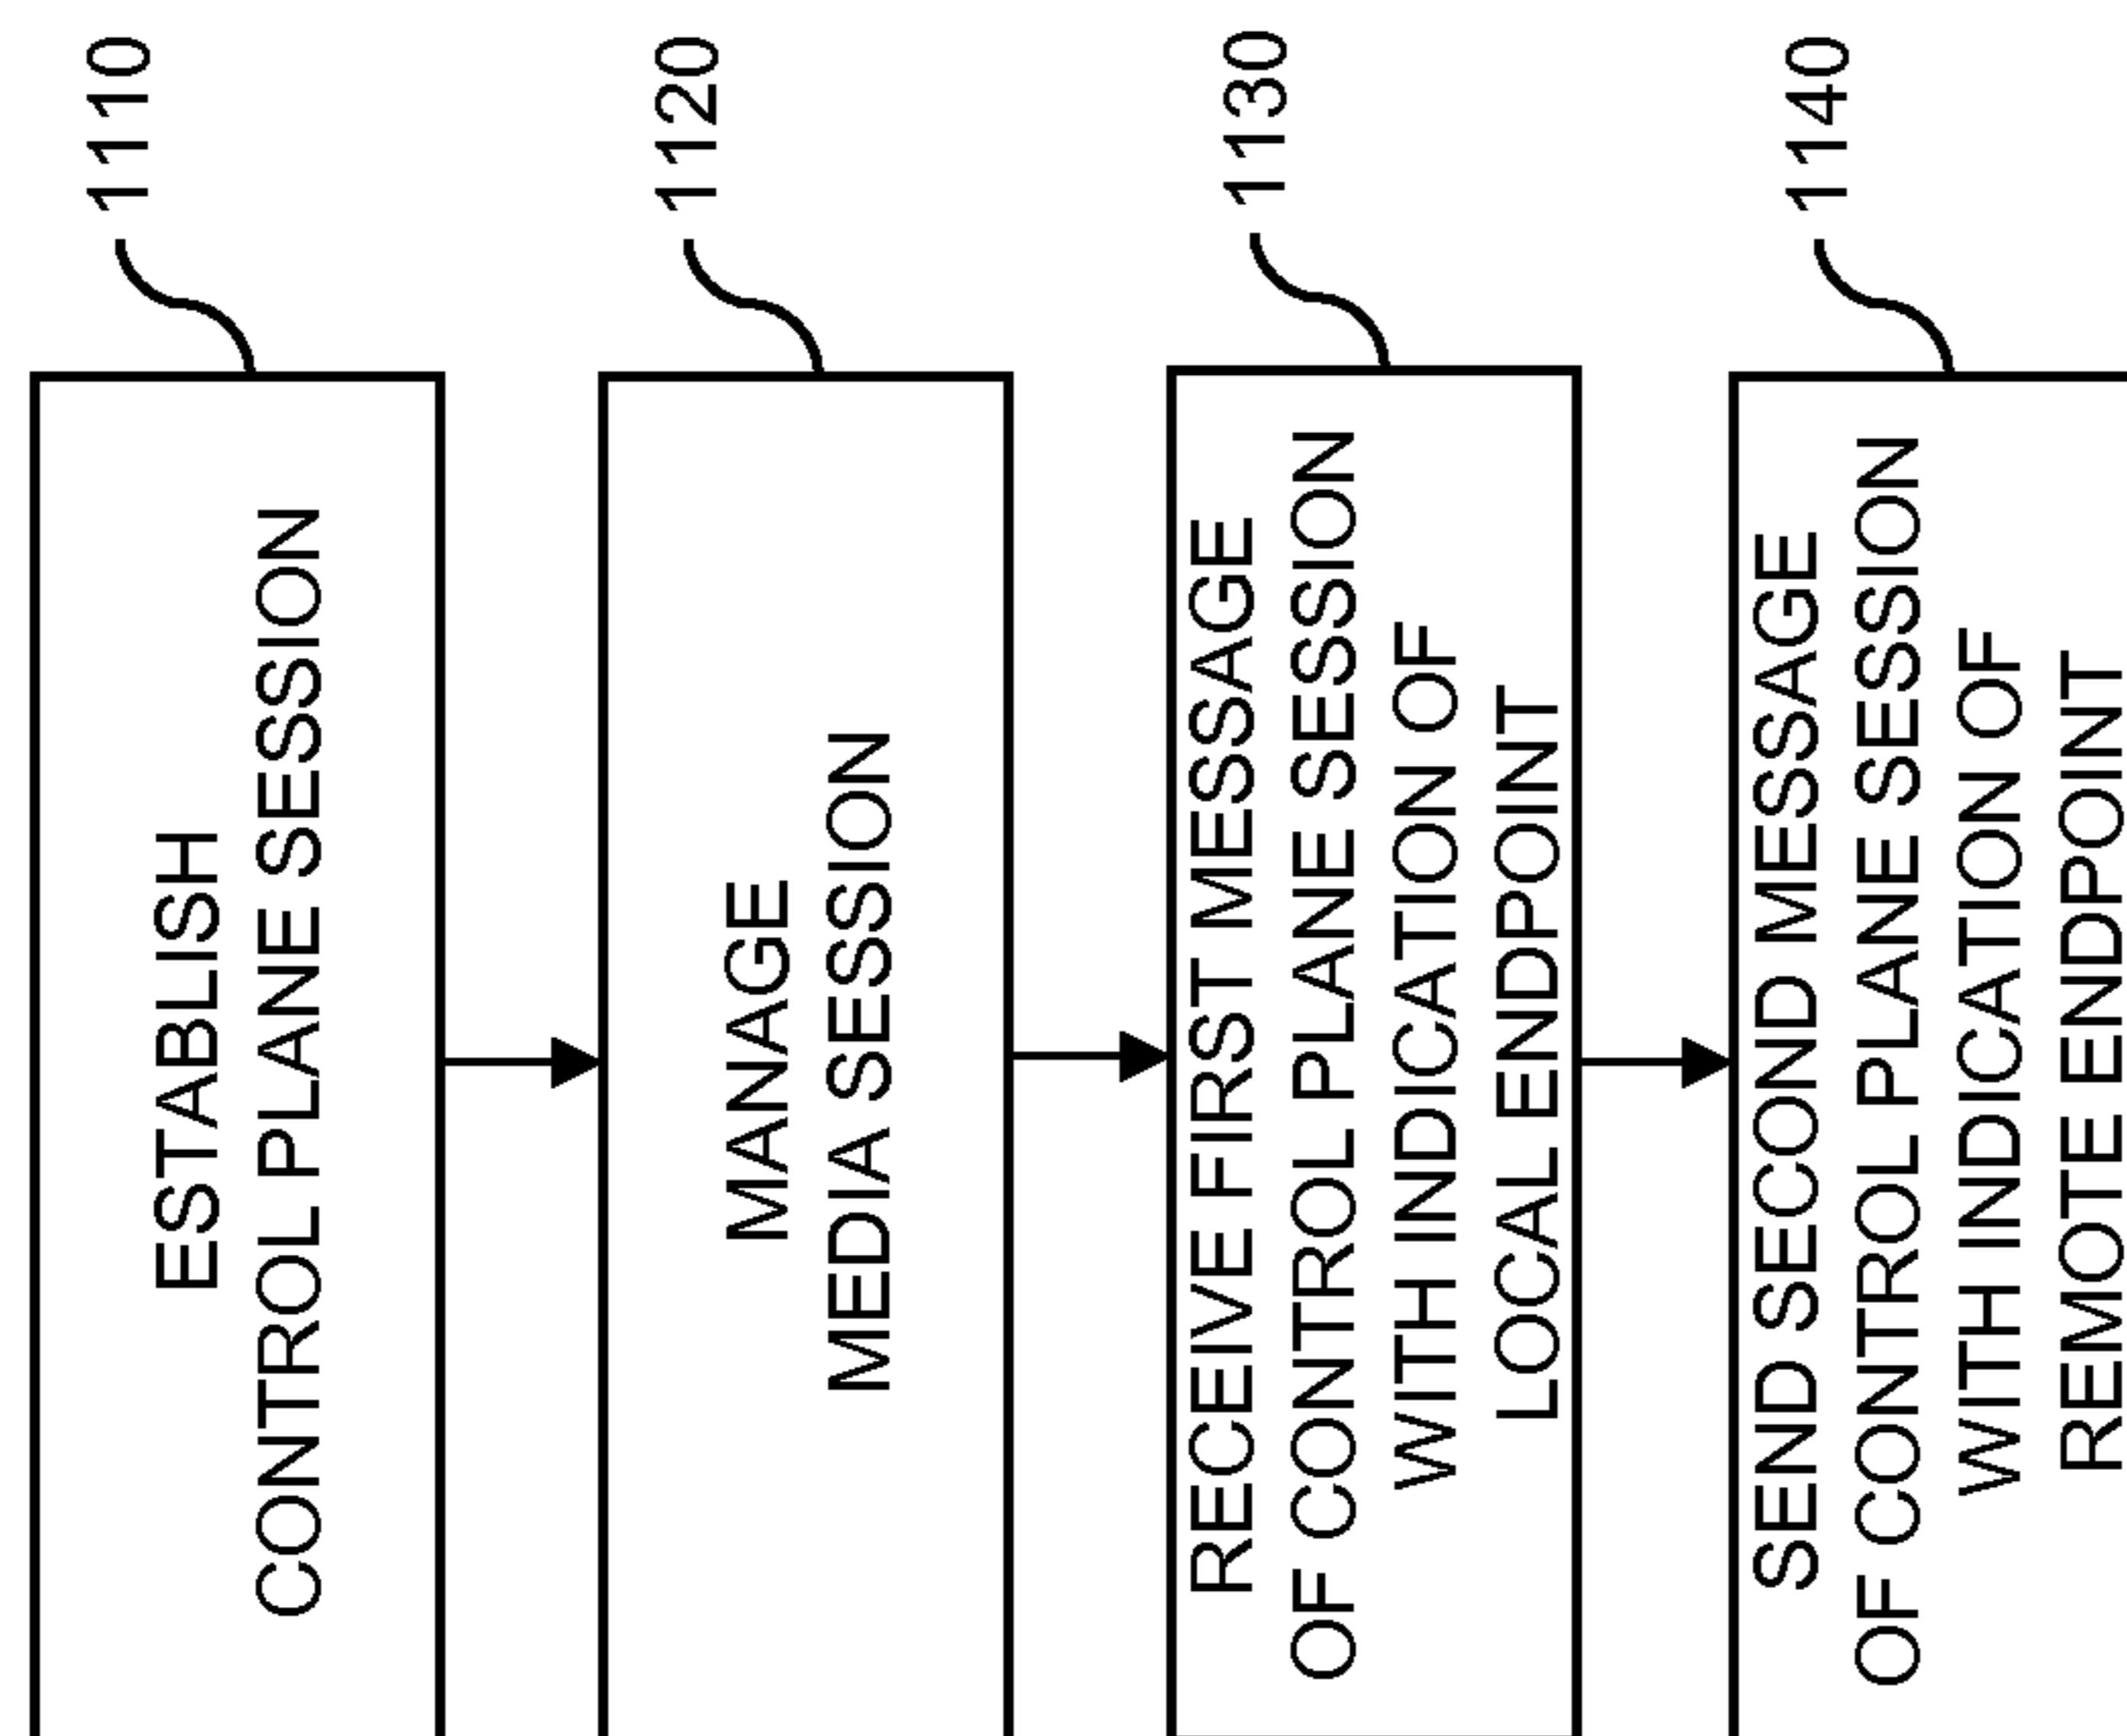 1110
ESTABLISH
CONTROL PLANE SESSION
1120
MANAGE
MEDIA SESSION
1130
RECEIVE FIRST MESSAGE
OF CONTROL PLANE SESSION
WITH INDICATION OF
LOCAL ENDPOINT
1140
SEND SECOND MESSAGE
OF CONTROL PLANE SESSION
WITH INDICATION OF
REMOTE ENDPOINT